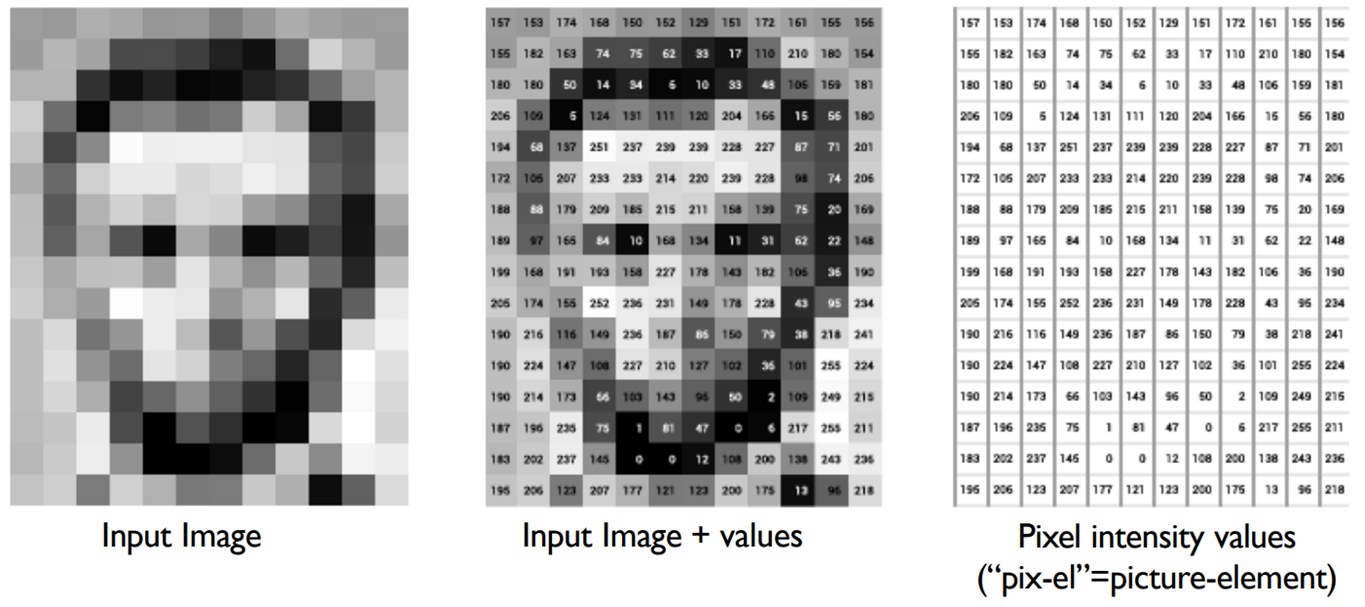 157 153 174 168 150 152 129 151 172 161 155 156
155 182 163 74 75 62 33 17 110 210 180 154
180 180 50 14 34 6 10 33 48 106 159 181
206 109 5 124 131 111 120 204 166 15 56 180
194 68 137 251 237 239 239 228 227 87 71 201
172 105 207 233 233 214 220 239 228 98 74 206
188 88 179 209 185 215 211 158 139 75 20 169
189 97 165 84 10 168 134 11 31 62 22 148
199 168 191 193 158 227 178 143 182 105 36 190
205 174 155 252 236 231 149 178 228 43 95 234
190 216 116 149 236 187 85 150 79 38 218 241
190 224 147 108 227 210 127 102 36 101 255 224
190 214 173 66 103 143 95 50 2 109 249 215
187 196 235 75 1 81 47 0 6 217 255 211
183 202 237 145 0 0 12 108 200 138 243 236
195 206 123 207 177 121 123 200 175 13 96 218
157 153 174 168 150 152 129 151 172 161 155 156
155 182 163 74 75 62 33 17 110 210 180 154
180 180 50 14 34 6 10 33 48 106 159 181
206 109 5 124 131 111 120 204 166 15 56 180
194 68 137 251 237 239 239 228 227 87 71 201
172 105 207 233 233 214 220 239 228 98 74 206
188 88 179 209 185 215 211 158 139 75 20 169
189 97 165 84 10 168 134 11 31 62 22 148
199 168 191 193 158 227 178 143 182 106 36 190
205 174 155 252 236 231 149 178 228 43 95 234
190 216 116 149 236 187 86 150 79 38 218 241
190 224 147 108 227 210 127 102 36 101 255 224
190 214 173 66 103 143 96 50 2 109 249 215
187 196 235 75 1 81 47 0 6 217 255 211
183 202 237 145 0 0 12 108 200 138 243 236
195 206 123 207 177 121 123 200 175 13 96 218
Input Image
Input Image + values
Pixel intensity values
(“pix-el”=picture-element)